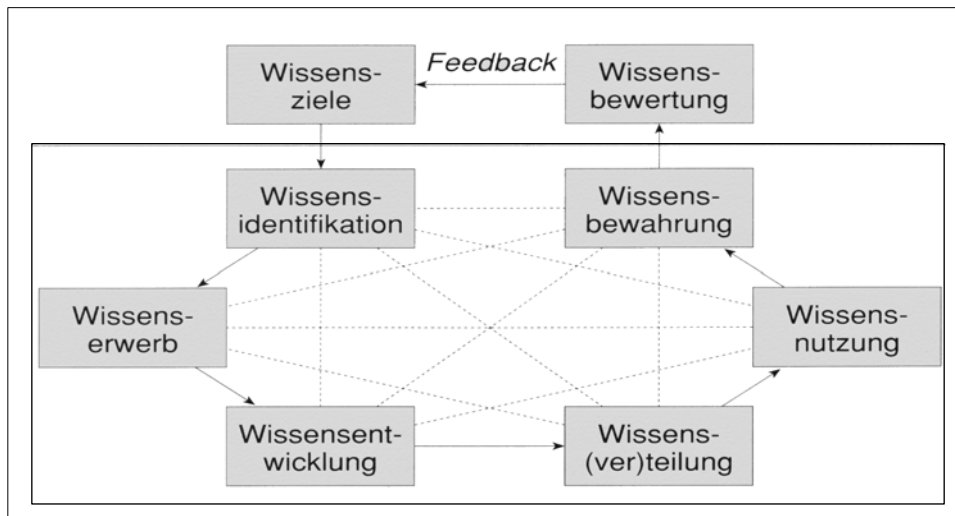 Wissens-
ziele
Feedback
Wissens-
bewertung
Wissens-
identifikation
Wissens-
bewahrung
Wissens-
erwerb
Wissens-
nutzung
Wissensent-
wicklung
Wissens-
(ver)teilung